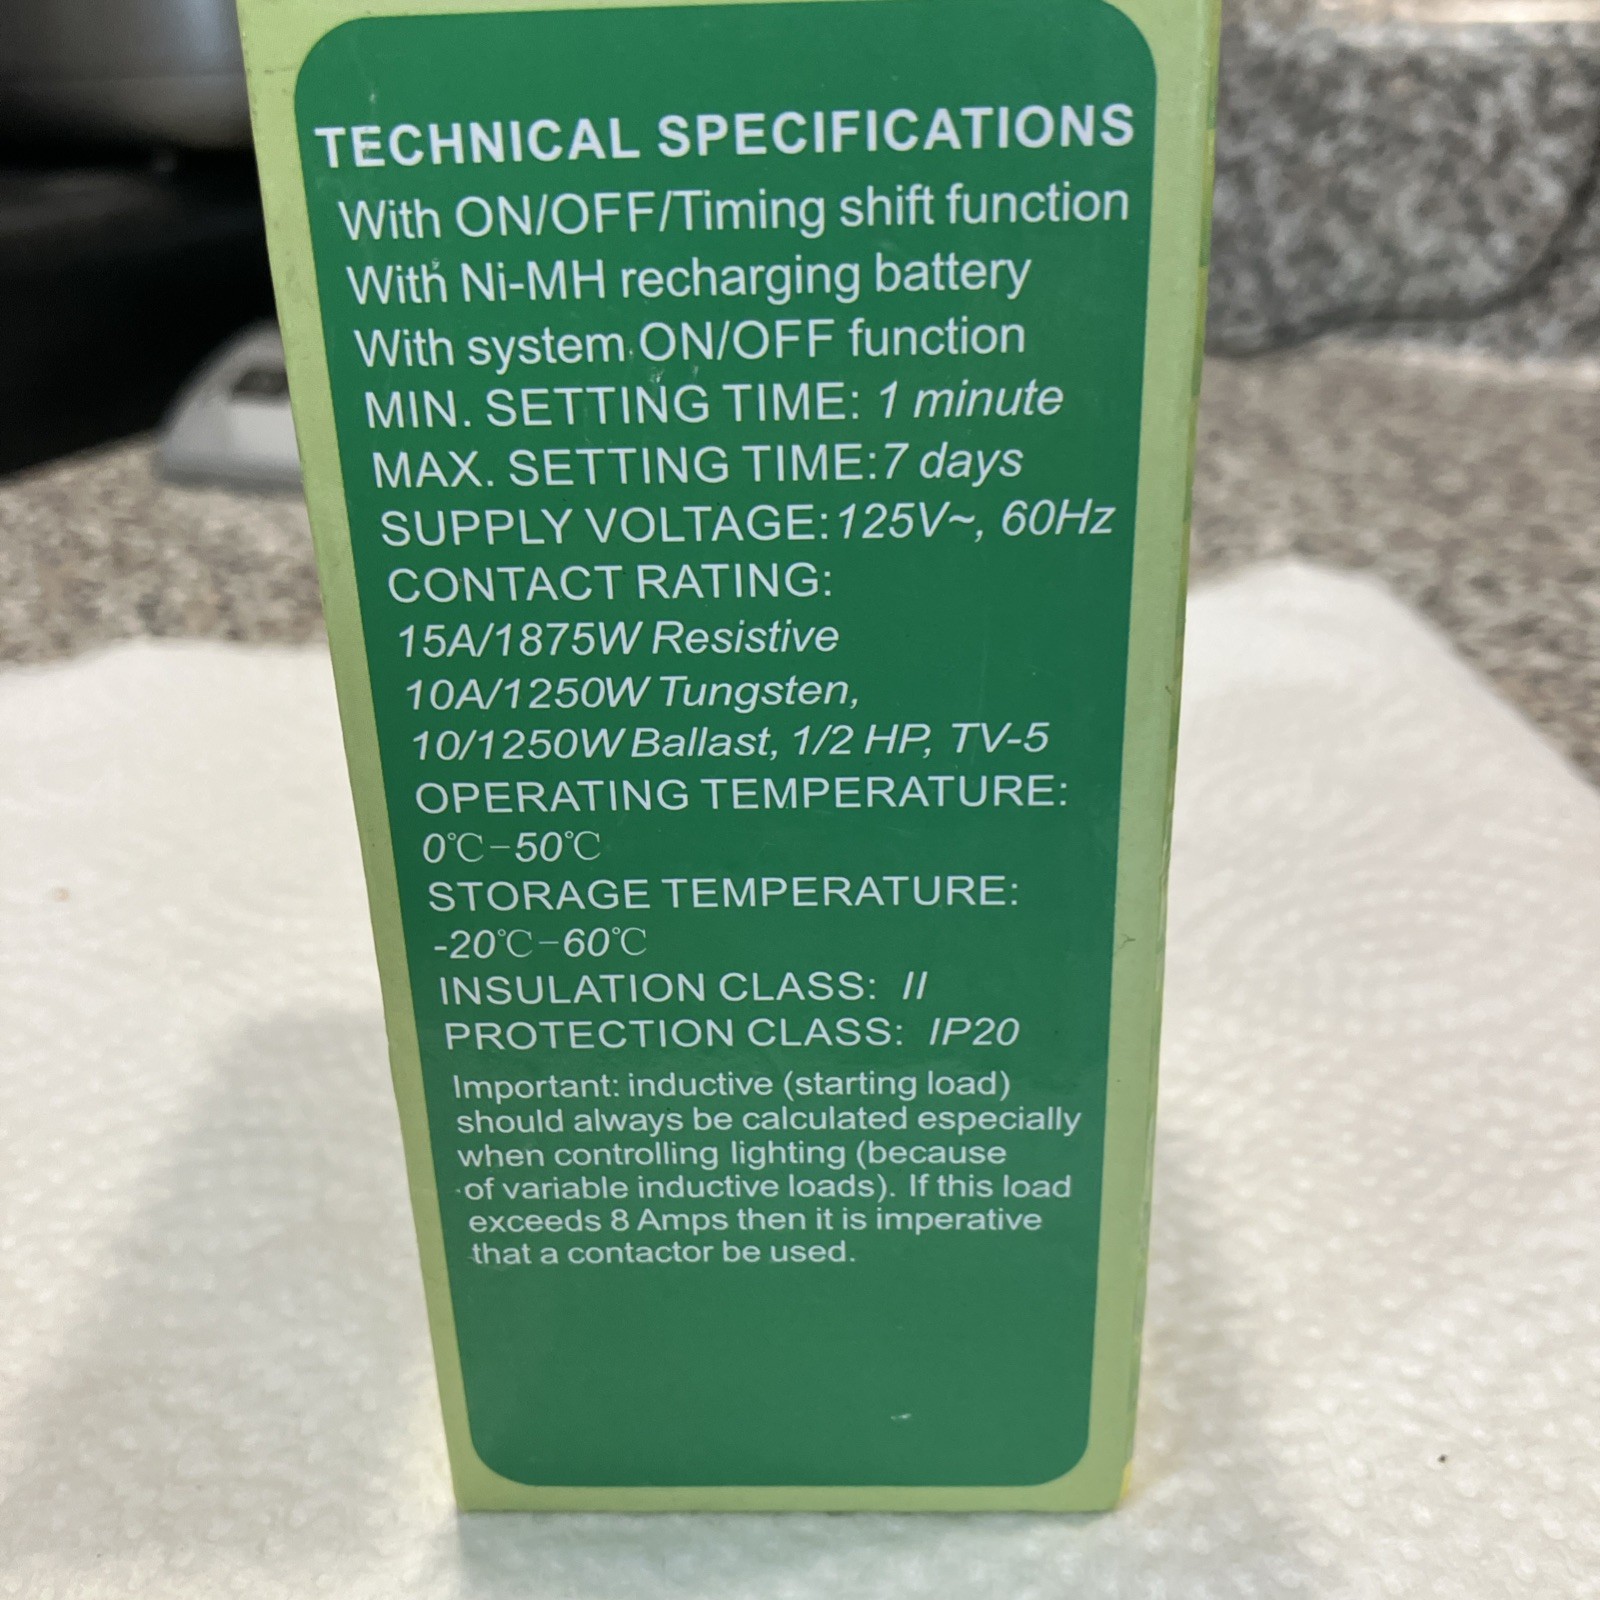 TECHNICAL SPECIFICATIONS
With ON/OFF/Timing shift function
With Ni-MH recharging battery
With system ON/OFF function
MIN. SETTING TIME: 1 minute
MAX. SETTING TIME:7 days
SUPPLY VOLTAGE:125V~, 60Hz
CONTACT RATING:
15A/1875W Resistive
10A/1250W Tungsten,
10/1250W Ballast, 1/2 HP, TV-5
OPERATING TEMPERATURE:
0℃-50℃
STORAGE TEMPERATURE:
-20℃-60℃
INSULATION CLASS: II
PROTECTION CLASS: IP20
Important: inductive (starting load)
should always be calculated especially
when controlling lighting (because
of variable inductive loads). If this load
exceeds 8 Amps then it is imperative
that a contactor be used.